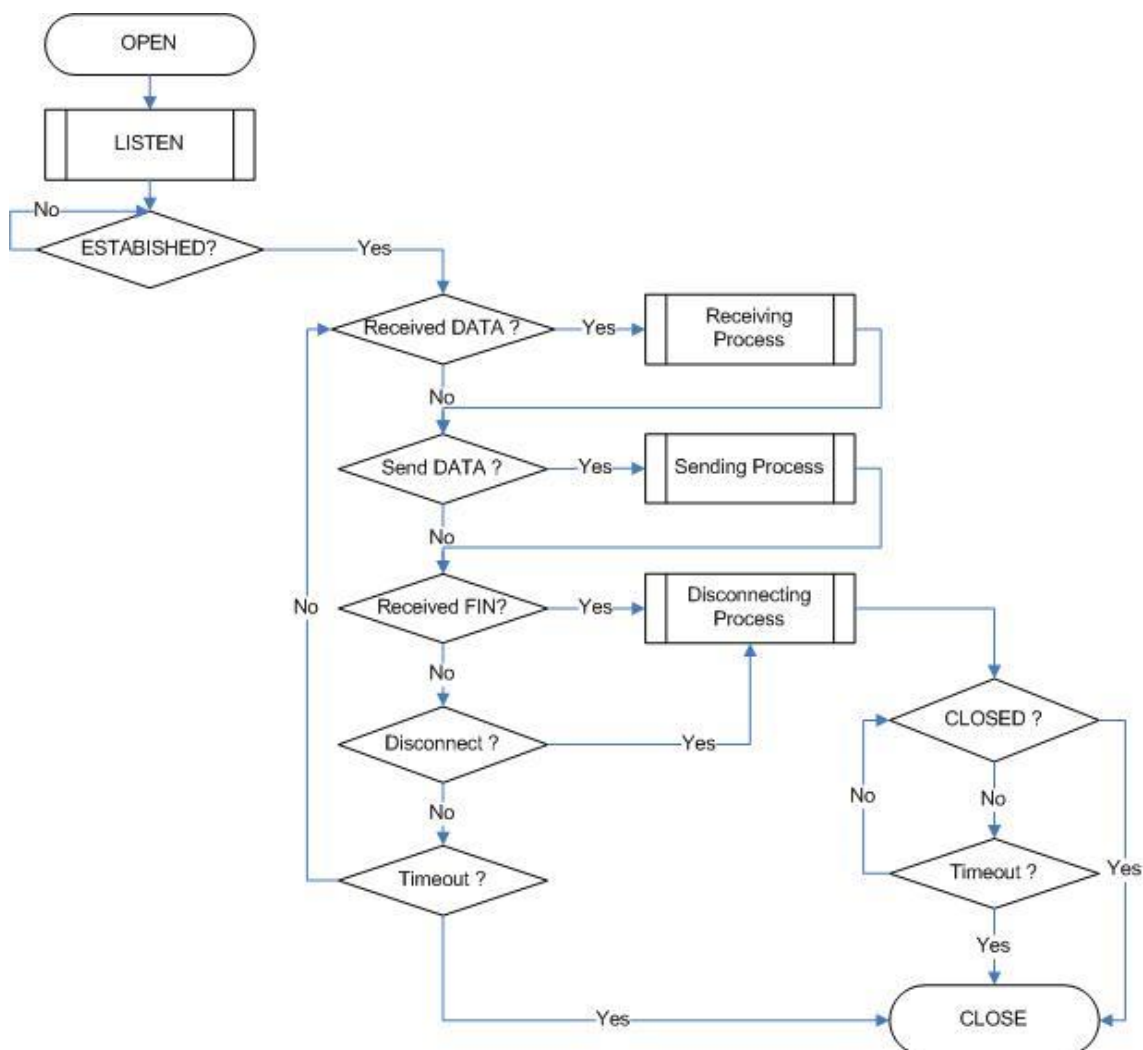 OPEN
LISTEN
No
ESTABISHED?
Yes
Received DATA ?
Yes
Receiving
Process
No
Send DATA ?
Yes
Sending Process
No
Received FIN?
Yes
Disconnecting
Process
No
No
Disconnect ?
Yes
CLOSED ?
No
No
No
Timeout ?
Timeout ?
Yes
Yes
Yes
CLOSE